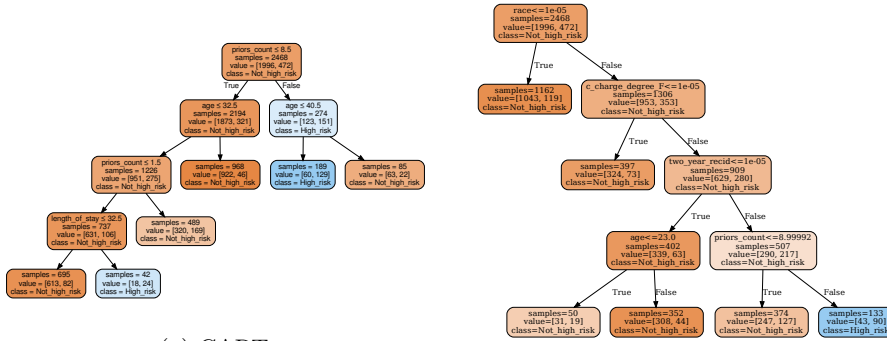 priors_count ≤ 8.5
samples = 2468
value = [1996, 472]
class = Not_high_risk
True
False
age ≤ 32.5
samples = 2194
value = [1873, 321]
class = Not_high_risk
age ≤ 40.5
samples = 274
value = [123, 151]
class = High_risk
priors_count ≤ 1.5
samples = 1226
value = [951, 275]
class = Not_high_risk
samples = 968
value = [922, 46]
class = Not_high_risk
samples = 189
value = [60, 129]
class = High_risk
samples = 85
value = [63, 22]
class = Not_high_risk
length_of_stay ≤ 32.5
samples = 737
value = [631, 106]
class = Not_high_risk
samples = 489
value = [320, 169]
class = Not_high_risk
samples = 695
value = [613, 82]
class = Not_high_risk
samples = 42
value = [18, 24]
class = High_risk
race<=1e-05
samples=2468
value=[1996, 472]
class=Not_high_risk
True
False
samples=1162
value=[1043, 119]
class=Not_high_risk
c_charge_degree_F<=1e-05
samples=1306
value=[953, 353]
class=Not_high_risk
True
False
samples=397
value=[324, 73]
class=Not_high_risk
two_year_recid<=1e-05
samples=909
value=[629, 280]
class=Not_high_risk
True
False
age<=23.0
samples=402
value=[339, 63]
class=Not_high_risk
priors_count<=8.99992
samples=507
value=[290, 217]
class=Not_high_risk
True
False
True
False
samples=50
value=[31, 19]
class=Not_high_risk
samples=352
value=[308, 44]
class=Not_high_risk
samples=374
value=[247, 127]
class=Not_high_risk
samples=133
value=[43, 90]
class=High_risk